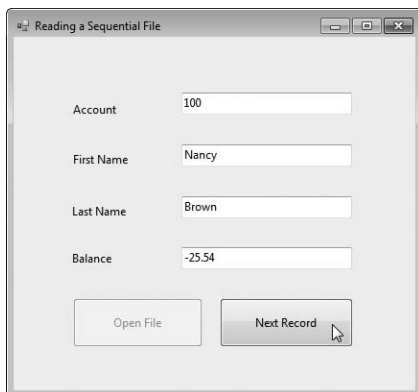 Reading a Sequential File
Account 100
First Name Nancy
Last Name Brown
Balance -25.54
Open File Next Record